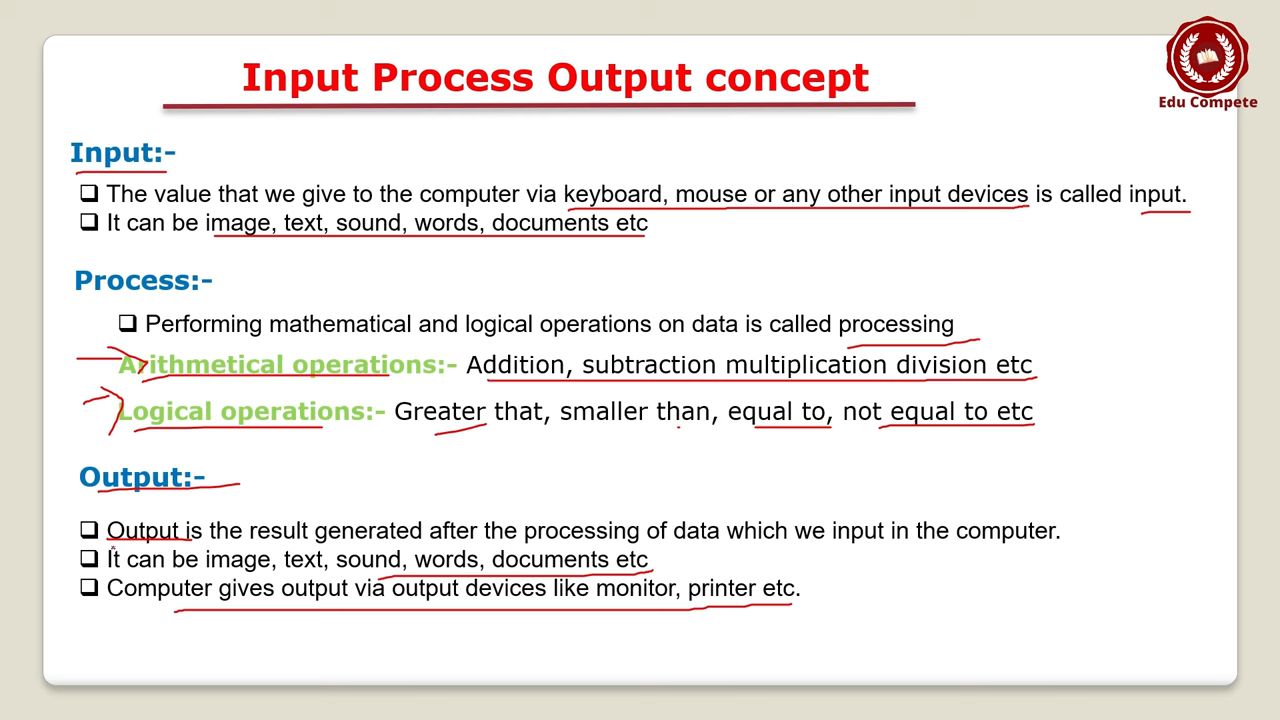 Input Process Output concept
Edu Compete
Input:-
The value that we give to the computer via keyboard, mouse or any other input devices is called input.
It can be image, text, sound, words, documents etc
Process:-
Performing mathematical and logical operations on data is called processing
Arithmetical operations:- Addition, subtraction multiplication division etc
Logical operations:- Greater that, smaller than, equal to, not equal to etc
Output:-
Output is the result generated after the processing of data which we input in the computer.
It can be image, text, sound, words, documents etc
Computer gives output via output devices like monitor, printer etc.